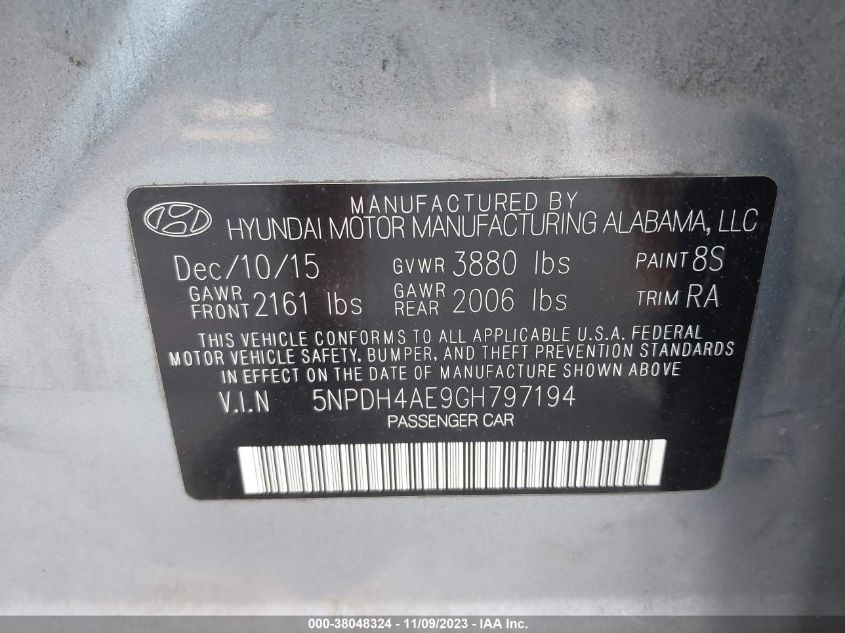 MANUFACTURED BY
HYUNDAI MOTOR MANUFACTURING ALABAMA, LLC
Dec/10/15 GVWR 3880 lbs PAINT 8S
GAWR FRONT 2161 lbs GAWR REAR 2006 lbs TRIM RA
THIS VEHICLE CONFORMS TO ALL APPLICABLE U.S.A. FEDERAL
MOTOR VEHICLE SAFETY, BUMPER, AND THEFT PREVENTION STANDARDS
IN EFFECT ON THE DATE OF MANUFACTURE SHOWN ABOVE.
V.I.N 5NPDH4AE9GH797194
PASSENGER CAR
000-38048324 - 11/09/2023 - IAA Inc.